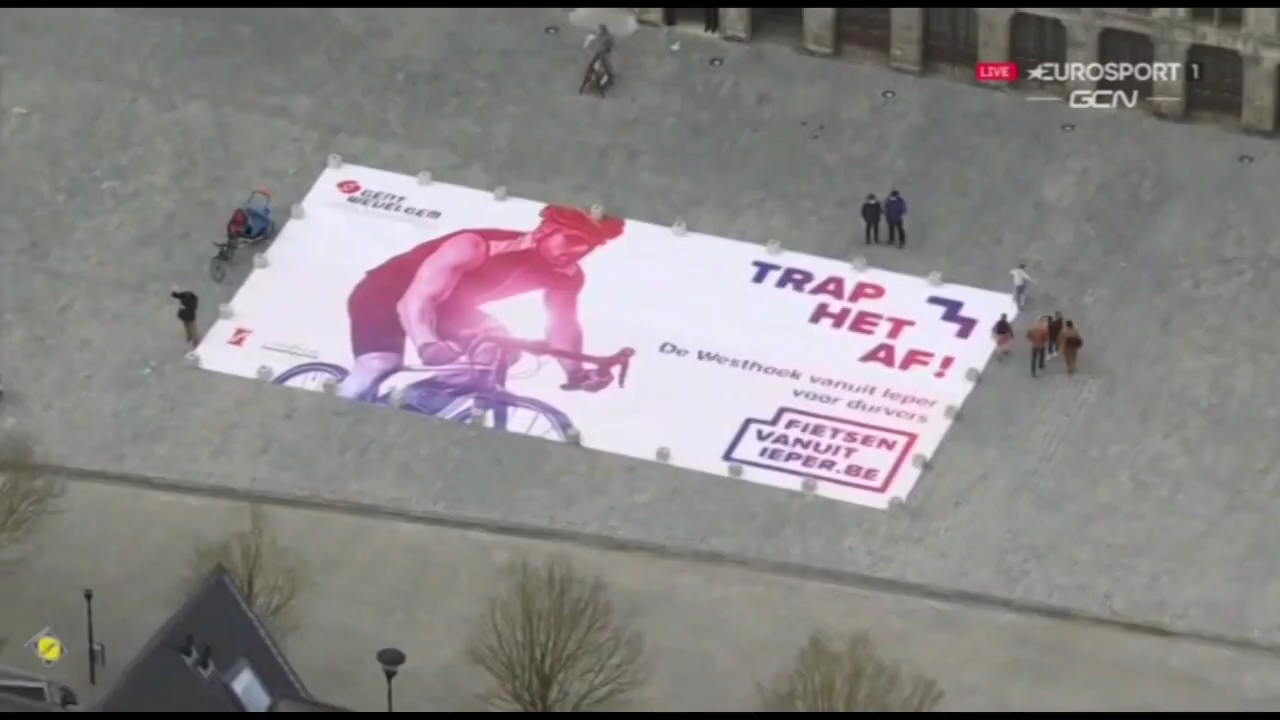 LIVE EUROSPORT 1
GCN
GENT
WEVELGEM
TRAP
HET
AF!
De Westhoek vanuit Ieper
voor durvers
FIETSEN
VANUIT
IEPER.BE